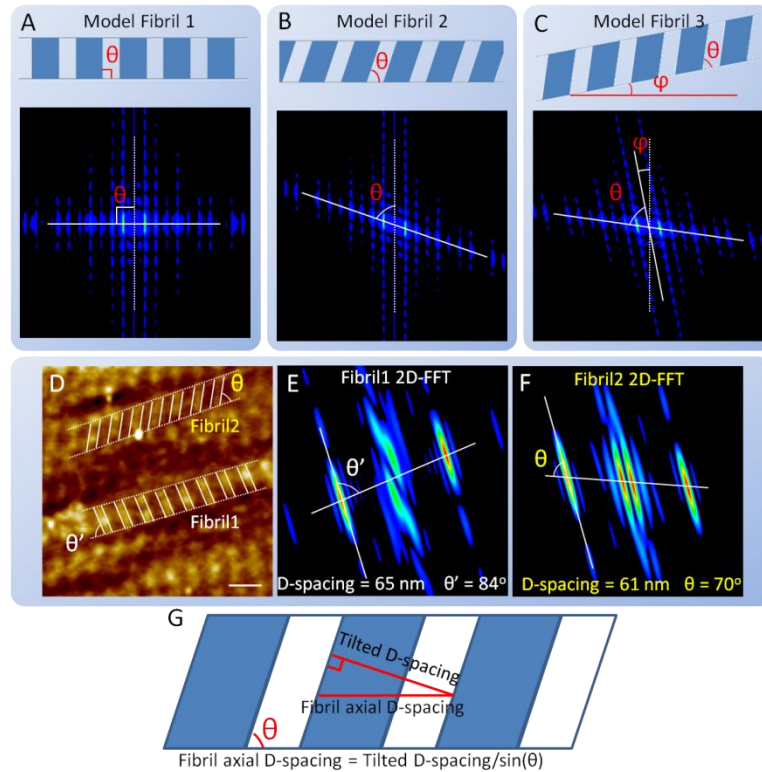 A
Model Fibril 1
θ
θ
B
Model Fibril 2
θ
θ
C
Model Fibril 3
θ
φ
φ
θ
D
θ
Fibril2
Fibril1
θ'
E
Fibril1 2D-FFT
θ'
D-spacing = 65 nm θ' = 84°
F
Fibril2 2D-FFT
θ
D-spacing = 61 nm θ = 70°
G
Tilted D-spacing
Fibril axial D-spacing
θ
Fibril axial D-spacing = Tilted D-spacing/sin(θ)